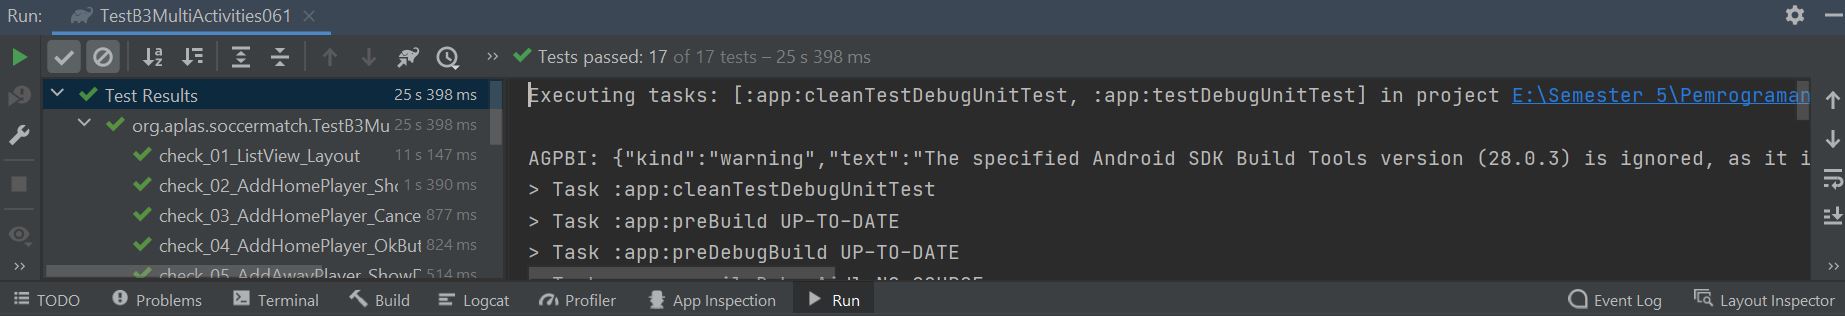 Run: TestB3MultiActivities061
Tests passed: 17 of 17 tests – 25 s 398 ms
Test Results 25 s 398 ms
org.aplas.soccermatch.TestB3Mu 25 s 398 ms
check_01_ListView_Layout 11 s 147 ms
check_02_AddHomePlayer_Sho 1 s 390 ms
check_03_AddHomePlayer_Cance 877 ms
check_04_AddHomePlayer_OkBut 824 ms
check_05_AddAwayPlayer_ShowD 514 ms
Executing tasks: [:app:cleanTestDebugUnitTest, :app:testDebugUnitTest] in project E:\Semester 5\Pemrograman
AGPBI: {"kind":"warning","text":"The specified Android SDK Build Tools version (28.0.3) is ignored, as it i
> Task :app:cleanTestDebugUnitTest
> Task :app:preBuild UP-TO-DATE
> Task :app:preDebugBuild UP-TO-DATE
TODO Problems Terminal Build Logcat Profiler App Inspection Run Event Log Layout Inspector